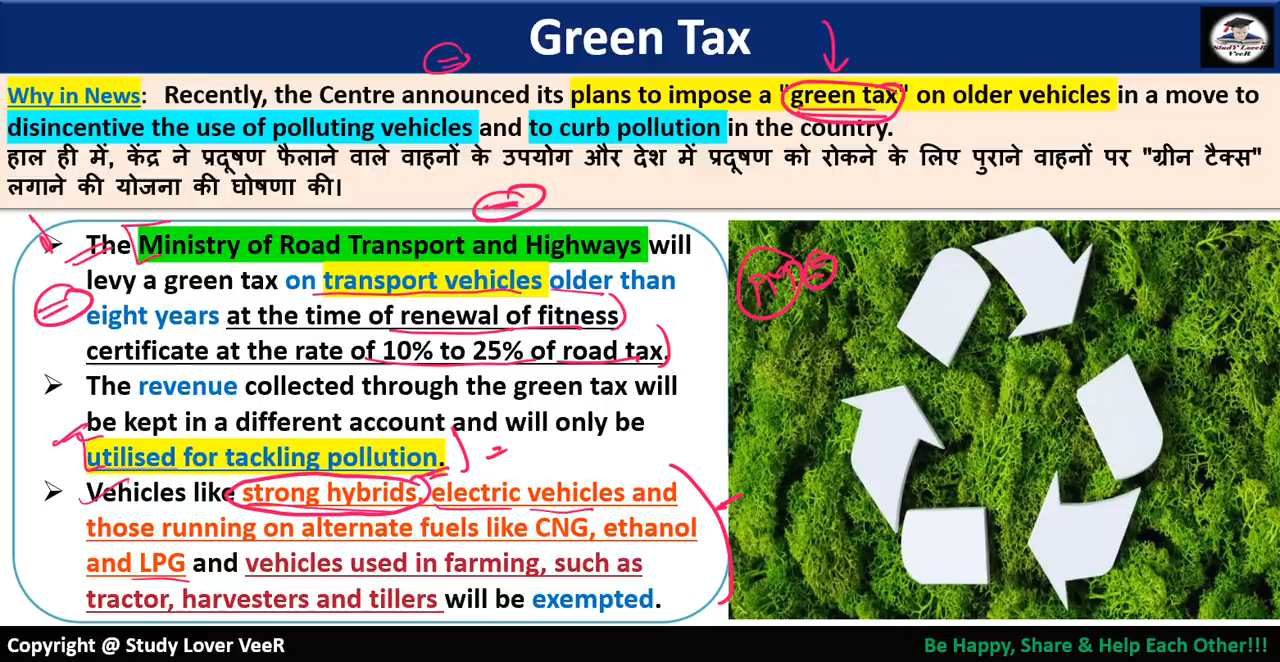 Green Tax
StudY LoveR
VeeR
Why in News: Recently, the Centre announced its plans to impose a "green tax" on older vehicles in a move to
disincentive the use of polluting vehicles and to curb pollution in the country.
हाल ही में, केंद्र ने प्रदूषण फैलाने वाले वाहनों के उपयोग और देश में प्रदूषण को रोकने के लिए पुराने वाहनों पर "ग्रीन टैक्स"
लगाने की योजना की घोषणा की।
➢ The Ministry of Road Transport and Highways will
levy a green tax on transport vehicles older than
eight years at the time of renewal of fitness
certificate at the rate of 10% to 25% of road tax.
➢ The revenue collected through the green tax will
be kept in a different account and will only be
utilised for tackling pollution.
➢ Vehicles like strong hybrids, electric vehicles and
those running on alternate fuels like CNG, ethanol
and LPG and vehicles used in farming, such as
tractor, harvesters and tillers will be exempted.
Copyright @ Study Lover VeeR
Be Happy, Share & Help Each Other!!!